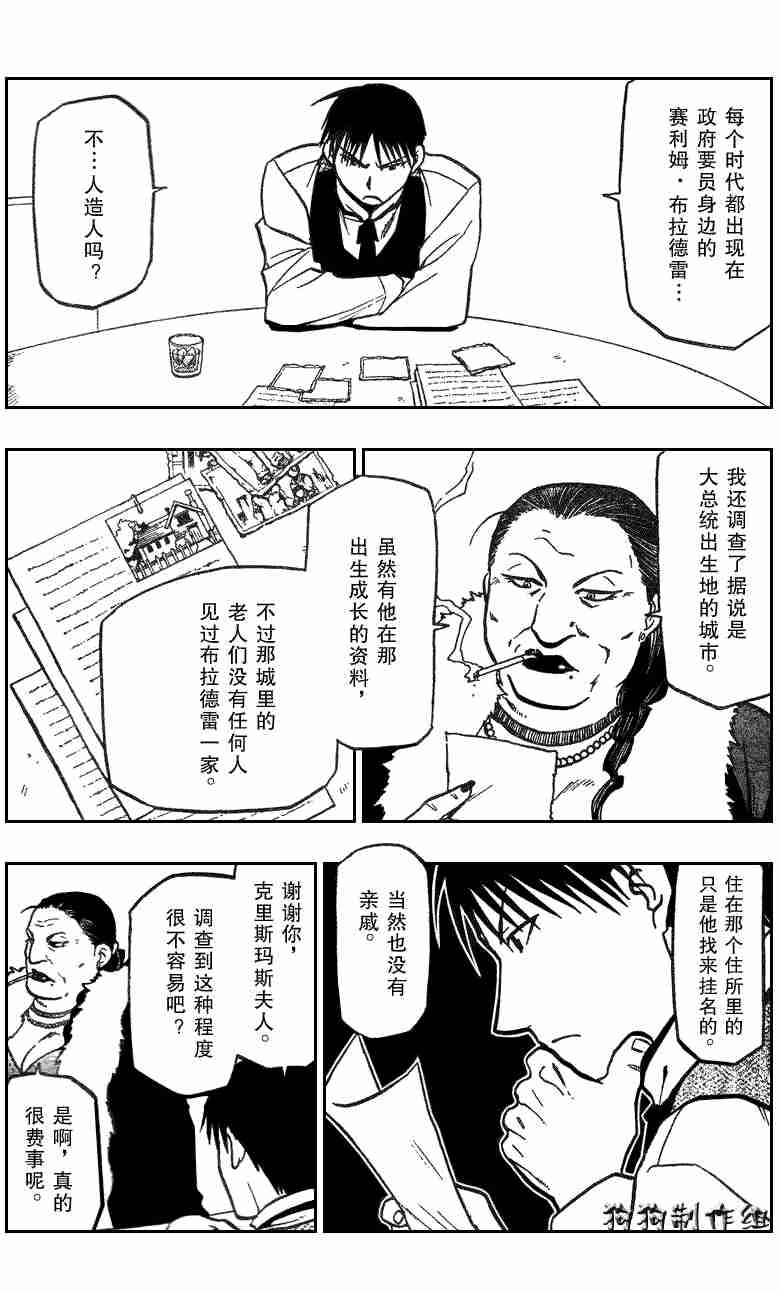 每个时代都出现在
政府要员身边的
赛利姆·布拉德雷…
不…人造人吗？
我还调查了据说是
大总统出生地的城市。
虽然有他在那
出生成长的资料，
不过那城里的
老人们没有任何人
见过布拉德雷一家。
住在那个住所里的
只是他找来挂名的。
当然也没有
亲戚。
谢谢你，
克里斯玛斯夫人。
调查到这种程度
很不容易吧？
是啊，真的
很费事呢。
狗狗制作组